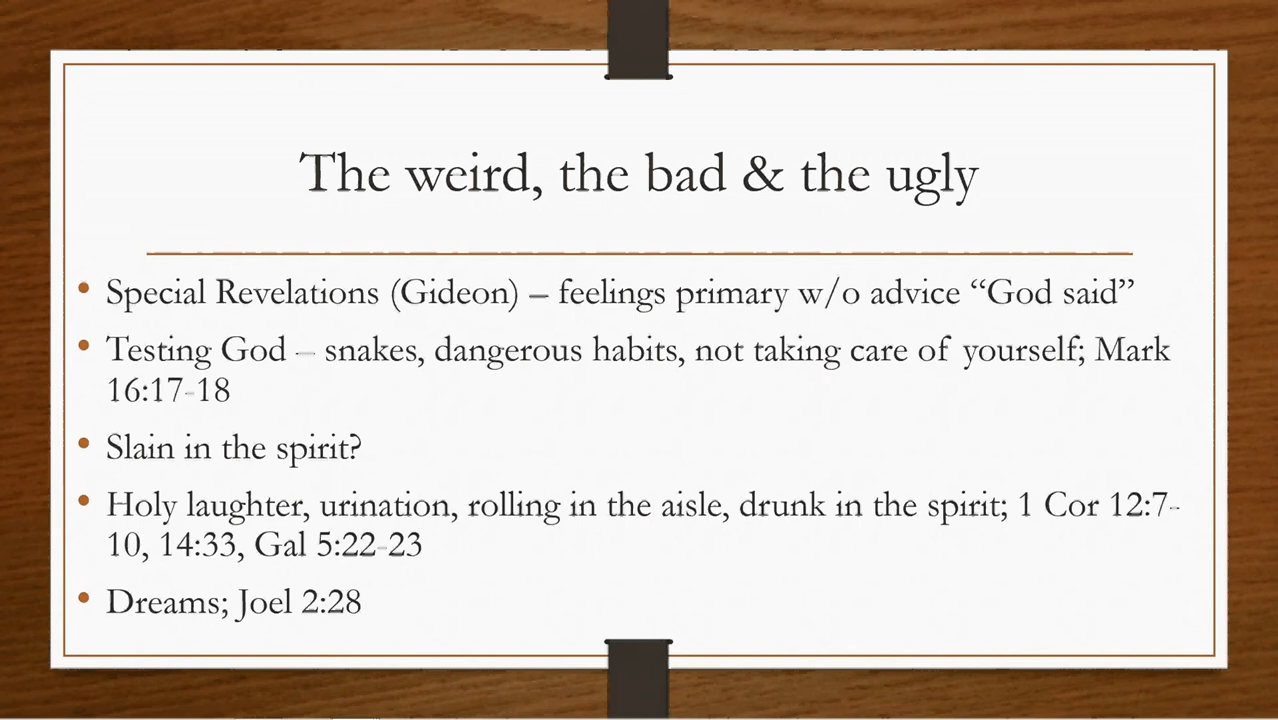 The weird, the bad & the ugly
• Special Revelations (Gideon) – feelings primary w/o advice “God said”
• Testing God – snakes, dangerous habits, not taking care of yourself; Mark
16:17-18
• Slain in the spirit?
• Holy laughter, urination, rolling in the aisle, drunk in the spirit; 1 Cor 12:7-
10, 14:33, Gal 5:22-23
• Dreams; Joel 2:28